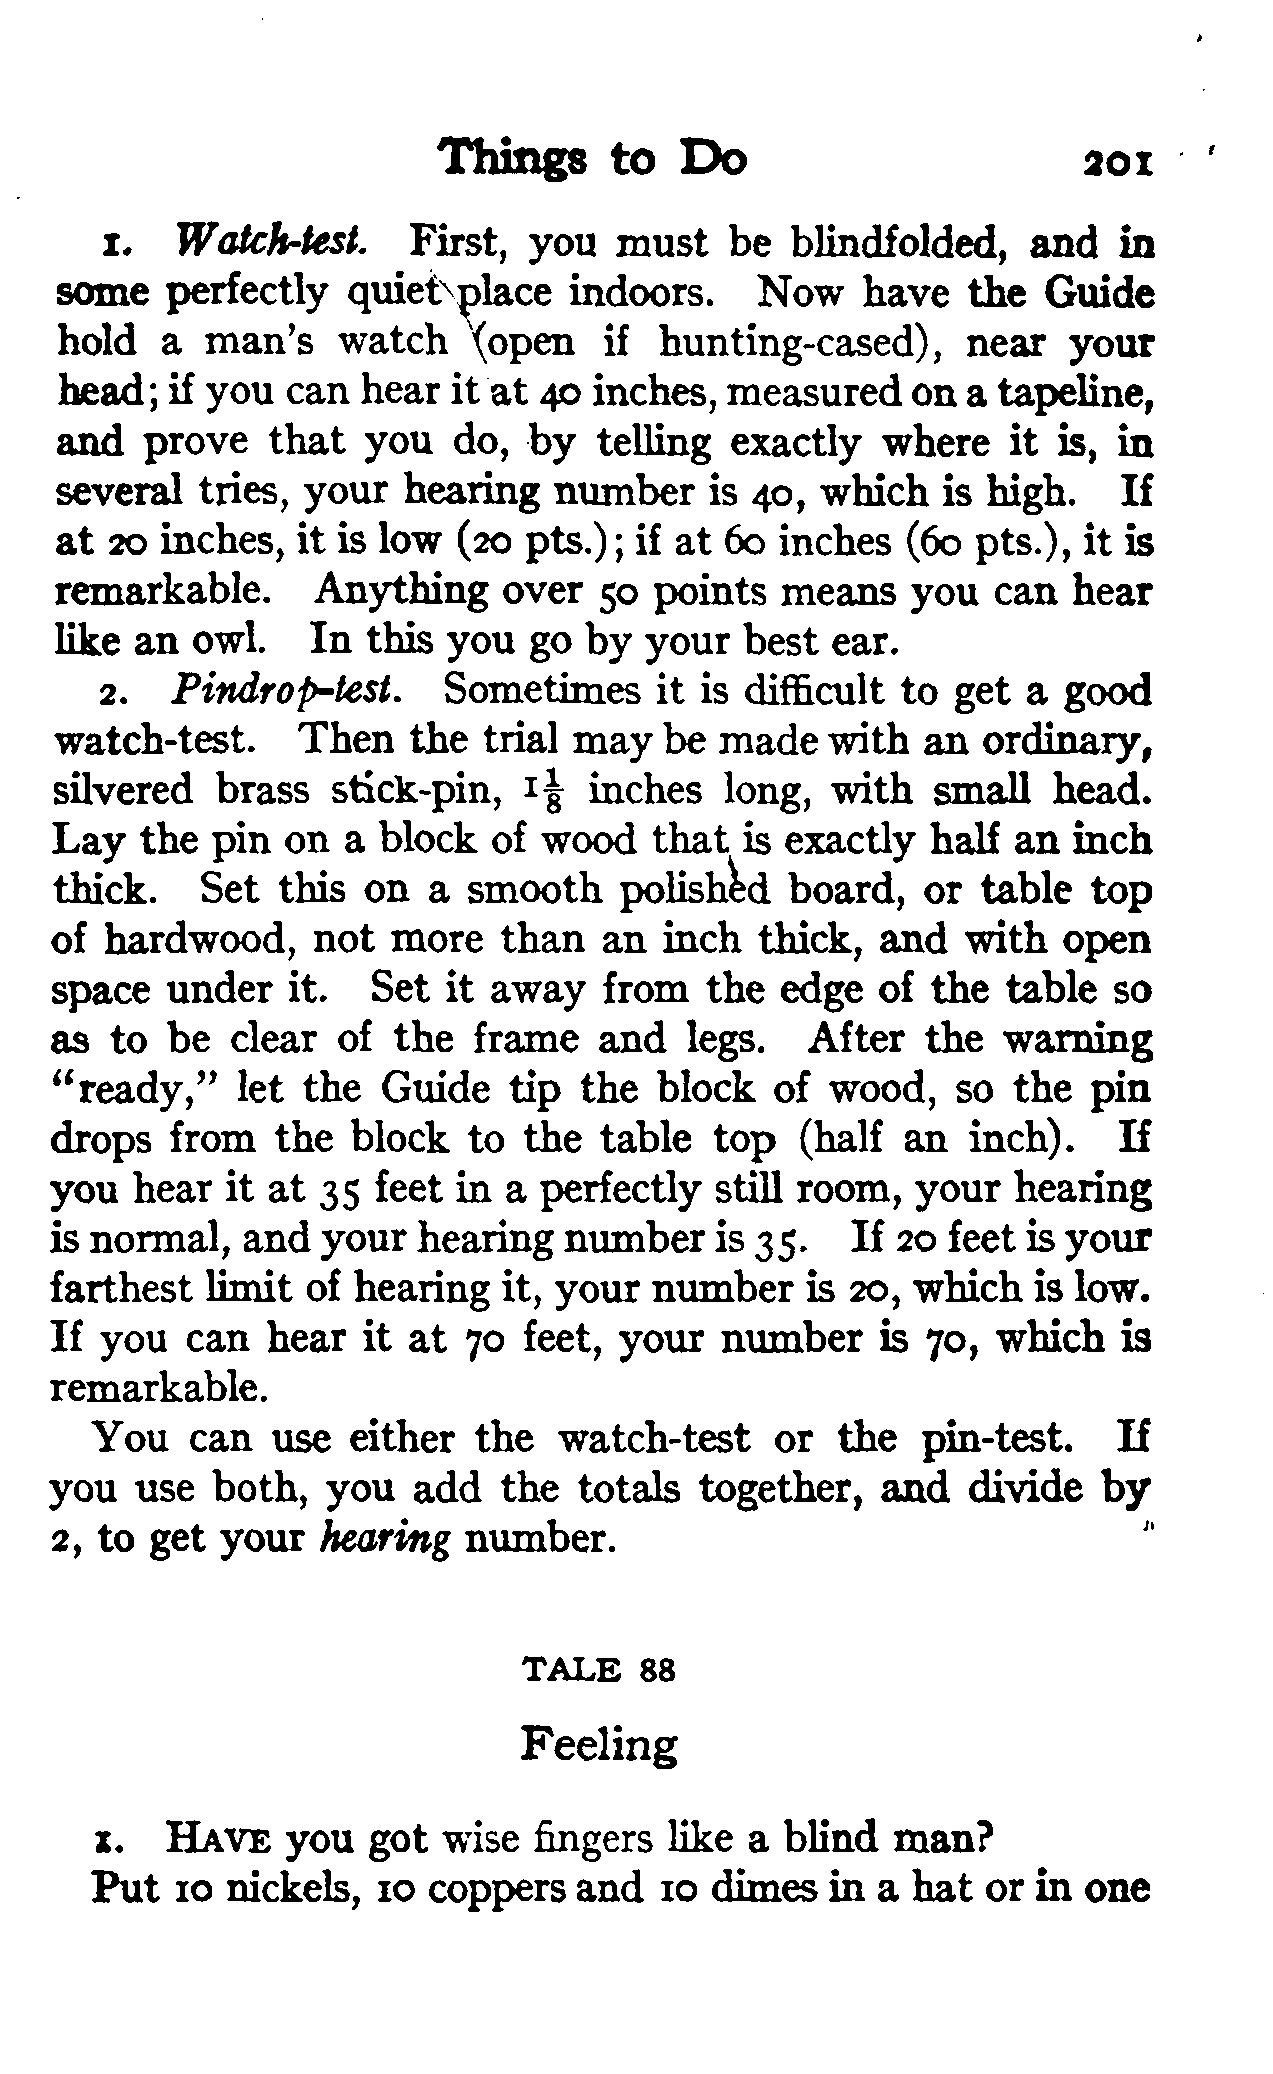 Things to Do 201
1. Watch-test. First, you must be blindfolded, and in
some perfectly quiet place indoors. Now have the Guide
hold a man's watch (open if hunting-cased), near your
head; if you can hear it at 40 inches, measured on a tapeline,
and prove that you do, by telling exactly where it is, in
several tries, your hearing number is 40, which is high. If
at 20 inches, it is low (20 pts.); if at 60 inches (60 pts.), it is
remarkable. Anything over 50 points means you can hear
like an owl. In this you go by your best ear.
2. Pindrop-test. Sometimes it is difficult to get a good
watch-test. Then the trial may be made with an ordinary,
silvered brass stick-pin, 1⅛ inches long, with small head.
Lay the pin on a block of wood that is exactly half an inch
thick. Set this on a smooth polished board, or table top
of hardwood, not more than an inch thick, and with open
space under it. Set it away from the edge of the table so
as to be clear of the frame and legs. After the warning
"ready," let the Guide tip the block of wood, so the pin
drops from the block to the table top (half an inch). If
you hear it at 35 feet in a perfectly still room, your hearing
is normal, and your hearing number is 35. If 20 feet is your
farthest limit of hearing it, your number is 20, which is low.
If you can hear it at 70 feet, your number is 70, which is
remarkable.
You can use either the watch-test or the pin-test. If
you use both, you add the totals together, and divide by
2, to get your hearing number.
TALE 88
Feeling
1. HAVE you got wise fingers like a blind man?
Put 10 nickels, 10 coppers and 10 dimes in a hat or in one